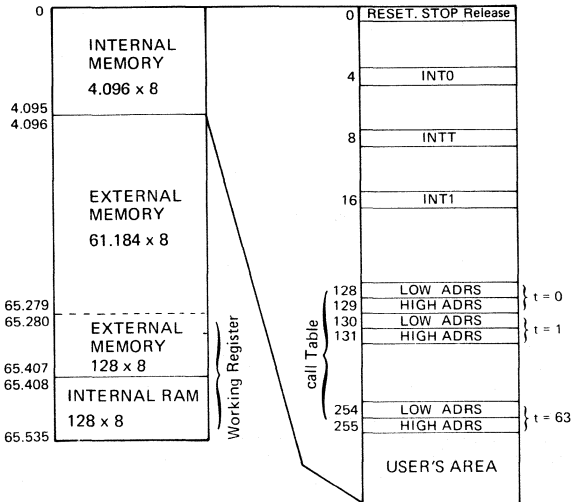 0
INTERNAL
MEMORY
4.096 x 8
4.095
4.096
EXTERNAL
MEMORY
61.184 x 8
65.279
65.280
EXTERNAL
MEMORY
128 x 8
65.407
65.408
INTERNAL RAM
128 x 8
65.535
Working Register
0 RESET. STOP Release
4 INT0
8 INTT
16 INT1
call Table
128 LOW ADRS
129 HIGH ADRS
t = 0
130 LOW ADRS
131 HIGH ADRS
t = 1
254 LOW ADRS
255 HIGH ADRS
t = 63
USER'S AREA